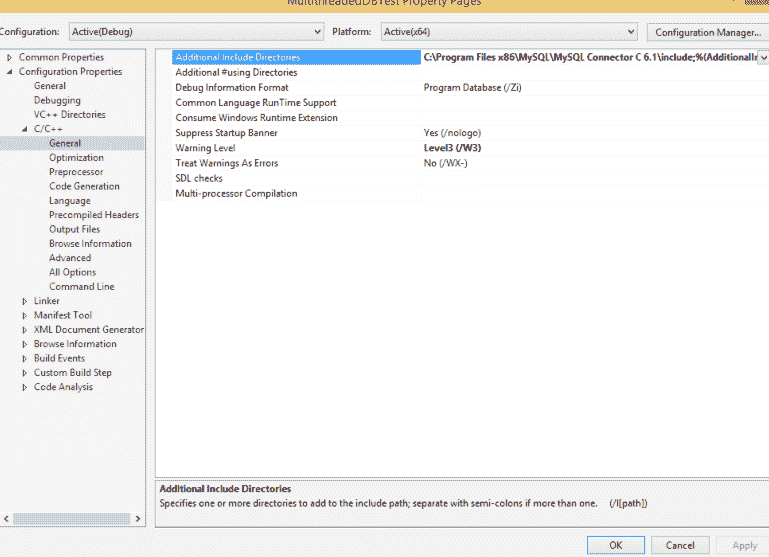 MultithreadedDBTest Property Pages
Configuration: Active(Debug) Platform: Active(x64) Configuration Manager...
Common Properties
Configuration Properties
General
Debugging
VC++ Directories
C/C++
General
Optimization
Preprocessor
Code Generation
Language
Precompiled Headers
Output Files
Browse Information
Advanced
All Options
Command Line
Linker
Manifest Tool
XML Document Generator
Browse Information
Build Events
Custom Build Step
Code Analysis
Additional Include Directories C:\Program Files x86\MySQL\MySQL Connector C 6.1\include;%(AdditionalIr
Additional #using Directories
Debug Information Format Program Database (/Zi)
Common Language RunTime Support
Consume Windows Runtime Extension
Suppress Startup Banner Yes (/nologo)
Warning Level Level3 (/W3)
Treat Warnings As Errors No (/WX-)
SDL checks
Multi-processor Compilation
Additional Include Directories
Specifies one or more directories to add to the include path; separate with semi-colons if more than one. (/I[path])
OK Cancel Apply